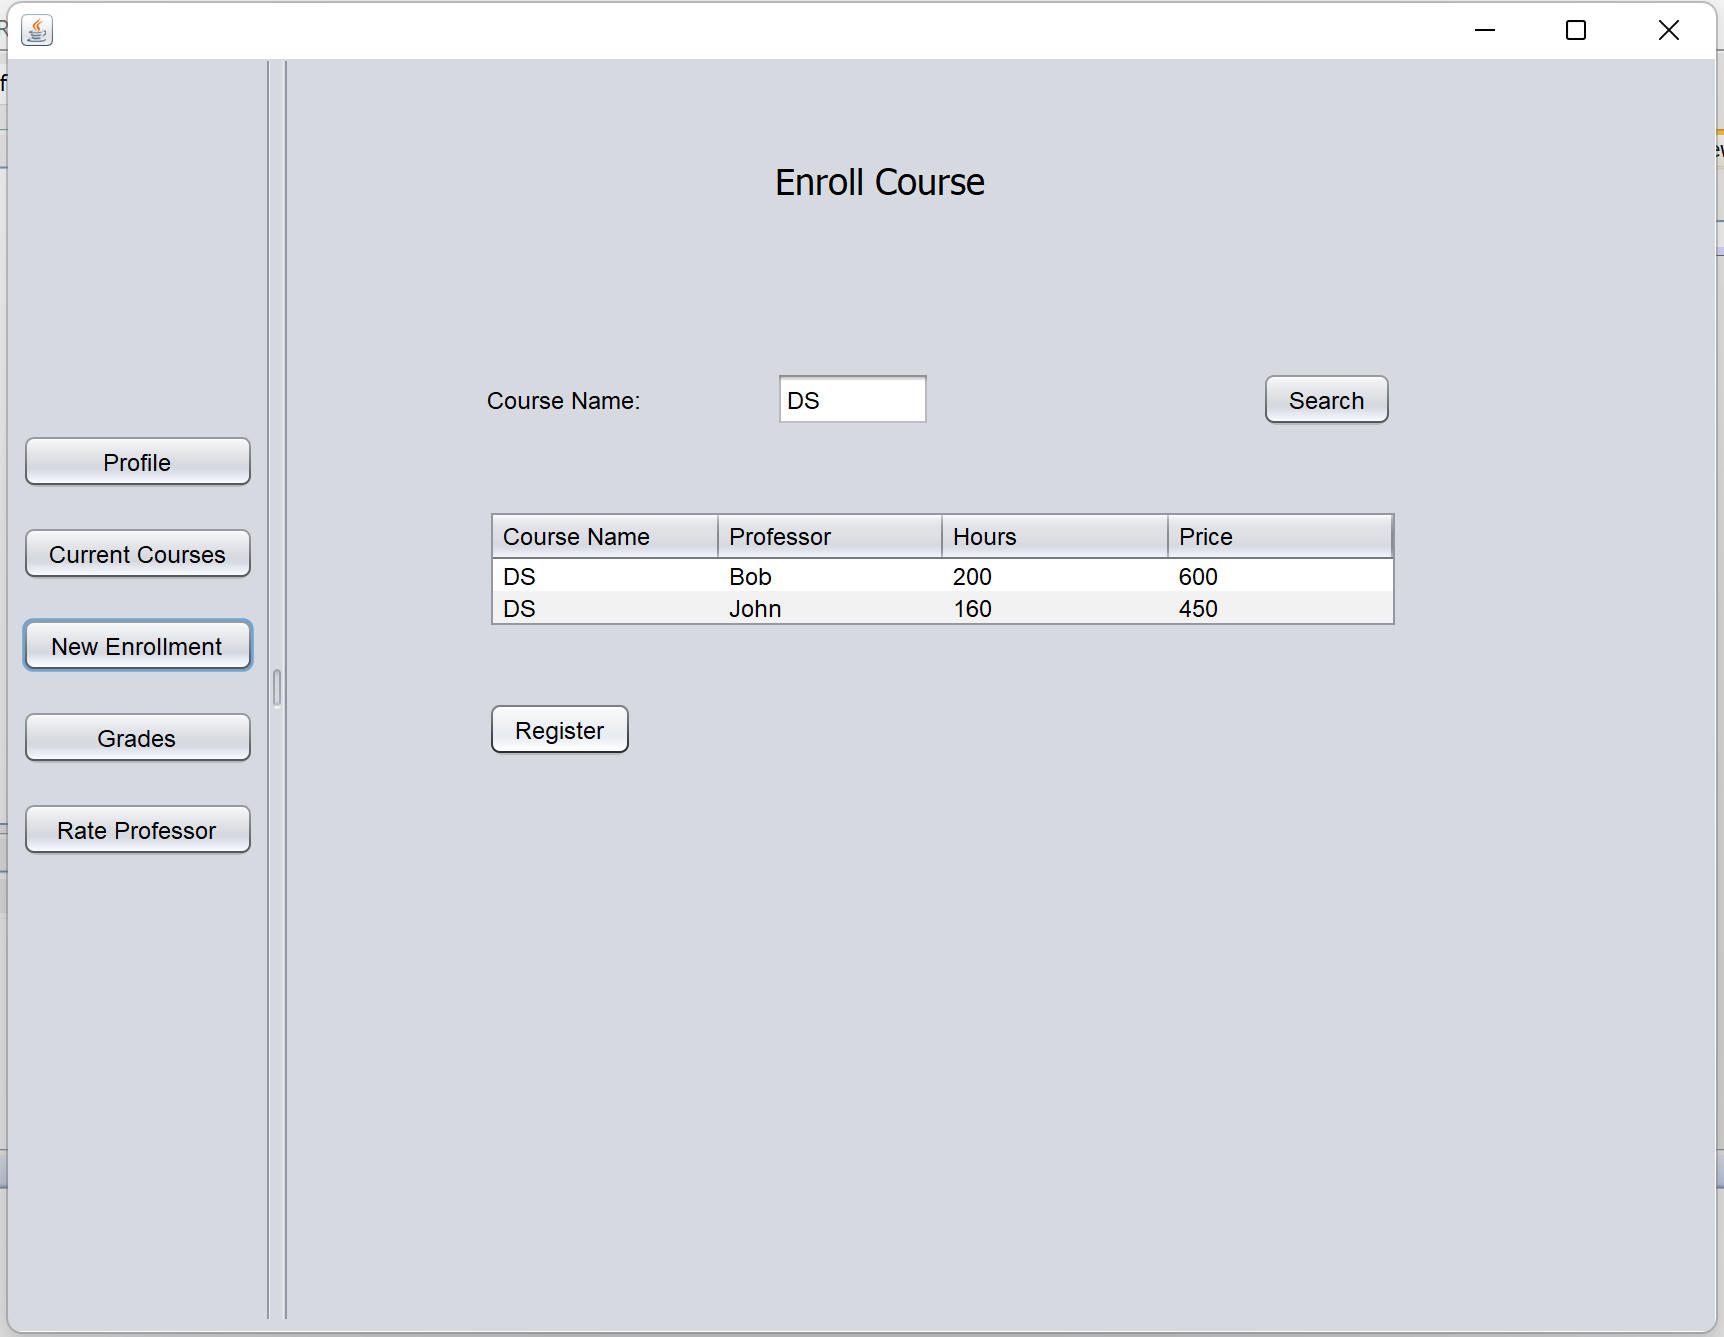 Enroll Course
Course Name: DS Search
Profile
Current Courses
New Enrollment
Grades
Rate Professor
Course Name Professor Hours Price
DS Bob 200 600
DS John 160 450
Register